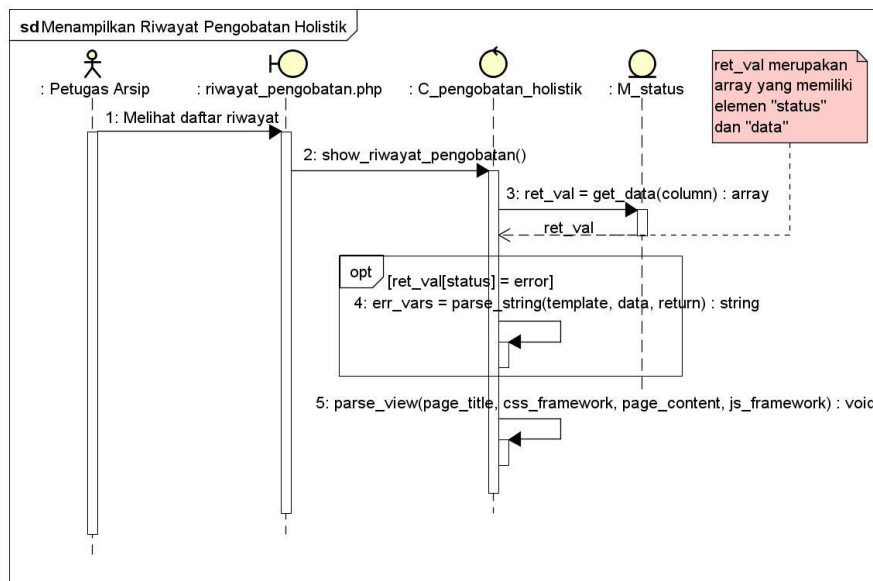 sd Menampilkan Riwayat Pengobatan Holistik
: Petugas Arsip
: riwayat_pengobatan.php
: C_pengobatan_holistik
: M_status
ret_val merupakan
array yang memiliki
elemen "status"
dan "data"
1: Melihat daftar riwayat
2: show_riwayat_pengobatan()
3: ret_val = get_data(column) : array
ret_val
opt
[ret_val[status] = error]
4: err_vars = parse_string(template, data, return) : string
5: parse_view(page_title, css_framework, page_content, js_framework) : void